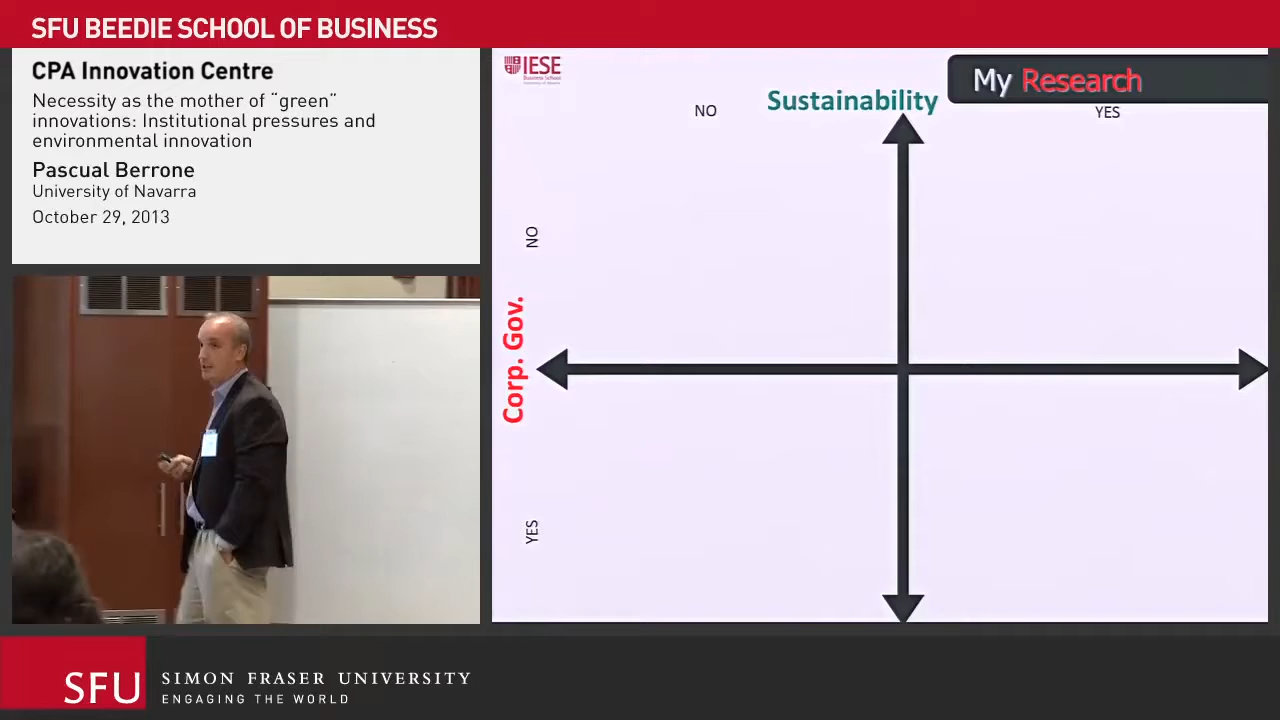 SFU BEEDIE SCHOOL OF BUSINESS
CPA Innovation Centre
Necessity as the mother of “green”
innovations: Institutional pressures and
environmental innovation
Pascual Berrone
University of Navarra
October 29, 2013
IESE
Business School
My Research
Sustainability
NO
YES
NO
Corp. Gov.
YES
SFU
SIMON FRASER UNIVERSITY
ENGAGING THE WORLD